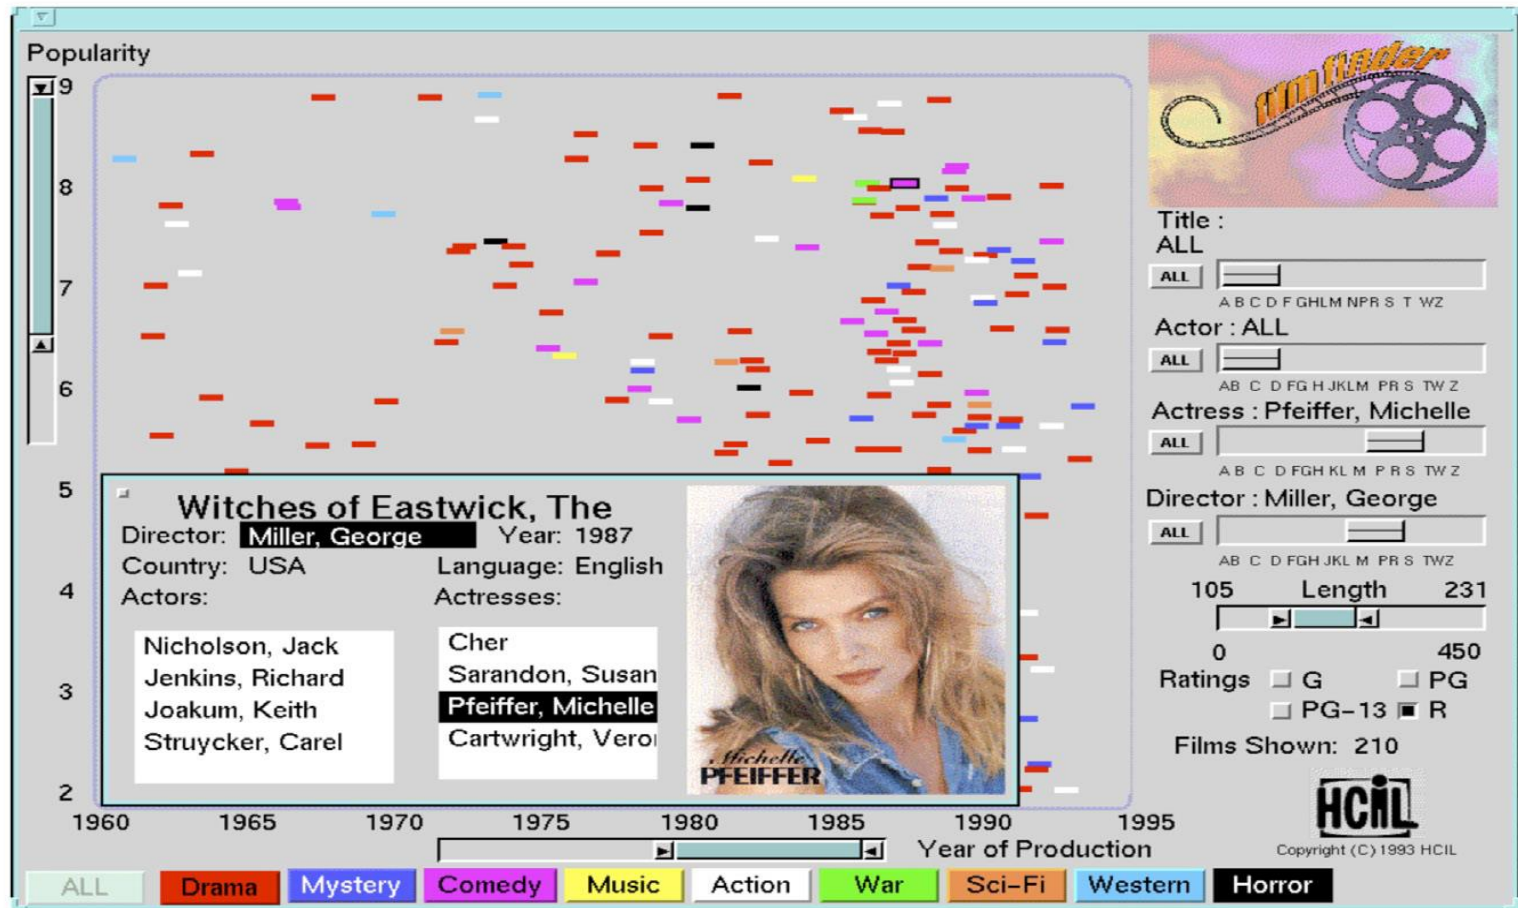 Popularity
film finder
9
8
7
6
5
4
3
2
Title :
ALL
ALL
A B C D F GHLM NPR S T WZ
Actor : ALL
ALL
AB C D FG H JKLM PR S TW Z
Actress : Pfeiffer, Michelle
ALL
A B C D FGH KL M P R S TW Z
Director : Miller, George
ALL
AB C D FGH JKL M PR S TWZ
105 Length 231
0 450
Ratings G PG
PG-13 R
Films Shown: 210
HCIL
Copyright (C) 1993 HCIL
Witches of Eastwick, The
Director: Miller, George Year: 1987
Country: USA Language: English
Actors: Actresses:
Nicholson, Jack
Jenkins, Richard
Joakum, Keith
Struycker, Carel
Cher
Sarandon, Susan
Pfeiffer, Michelle
Cartwright, Vero
Michelle
PFEIFFER
1960 1965 1970 1975 1980 1985 1990 1995
Year of Production
ALL Drama Mystery Comedy Music Action War Sci-Fi Western Horror